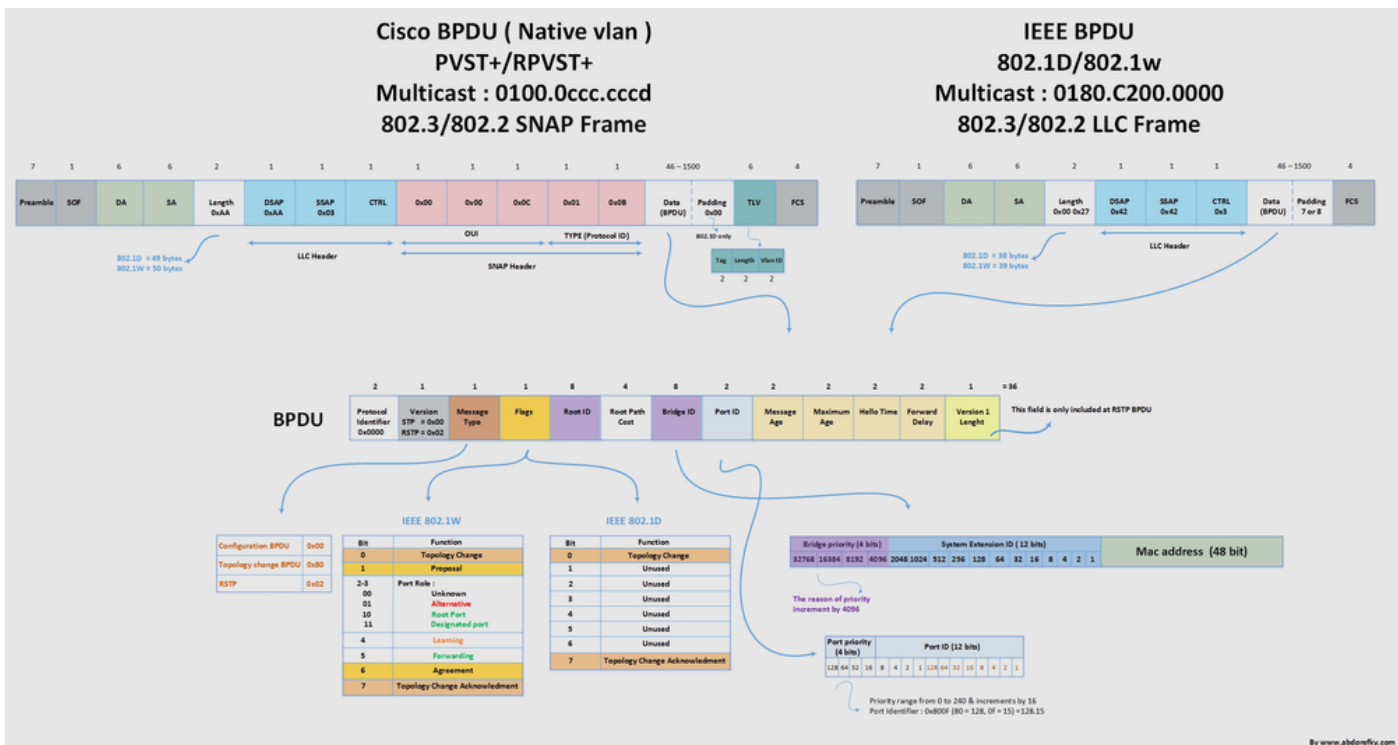 Cisco BPDU ( Native vlan )
PVST+/RPVST+
Multicast : 0100.0ccc.cccd
802.3/802.2 SNAP Frame
IEEE BPDU
802.1D/802.1w
Multicast : 0180.C200.0000
802.3/802.2 LLC Frame
7 1 6 6 2 1 1 1 1 1 1 1 1 46 – 1500 6 4
Preamble SOF DA SA Length 0xAA DSAP 0xAA SSAP 0x03 CTRL 0x00 0x00 0x0C 0x01 0x0B Data (BPDU) Padding 0x00 TLV FCS
7 1 6 6 2 1 1 1 46 – 1500 4
Preamble SOF DA SA Length 0x00 0x27 DSAP 0x42 SSAP 0x42 CTRL 0x3 Data (BPDU) Padding 7 or 8 FCS
802.1D = 49 bytes
802.1W = 50 bytes
LLC Header
OUI
TYPE (Protocol ID)
SNAP Header
802.1D only
Tag Length Vlan ID
2 2 2
802.1D = 38 bytes
802.1W = 39 bytes
LLC Header
BPDU
2 1 1 1 8 4 8 2 2 2 2 2 1 = 36
Protocol Identifier 0x0000
Version STP = 0x00 RSTP = 0x02
Message Type
Flags
Root ID
Root Path Cost
Bridge ID
Port ID
Message Age
Maximum Age
Hello Time
Forward Delay
Version 1 Lenght
This field is only included at RSTP BPDU
Configuration BPDU 0x00
Topology change BPDU 0x80
RSTP 0x02
IEEE 802.1W
Bit Function
0 Topology Change
1 Proposal
2-3 Port Role :
00 Unknown
01 Alternative
10 Root Port
11 Designated port
4 Learning
5 Forwarding
6 Agreement
7 Topology Change Acknowledment
IEEE 802.1D
Bit Function
0 Topology Change
1 Unused
2 Unused
3 Unused
4 Unused
5 Unused
6 Unused
7 Topology Change Acknowledment
Bridge priority (4 bits) System Extension ID ( 12 bits) Mac address (48 bit)
32768 16384 8192 4096 2048 1024 512 256 128 64 32 16 8 4 2 1
The reason of priority
increment by 4096
Port priority (4 bits) Port ID (12 bits)
128 64 32 16 8 4 2 1 128 64 32 16 8 4 2 1
Priority range from 0 to 240 & increments by 16
Port Identifier : 0x800F (80 = 128, 0f = 15) =128.15
By www.abdorefky.com